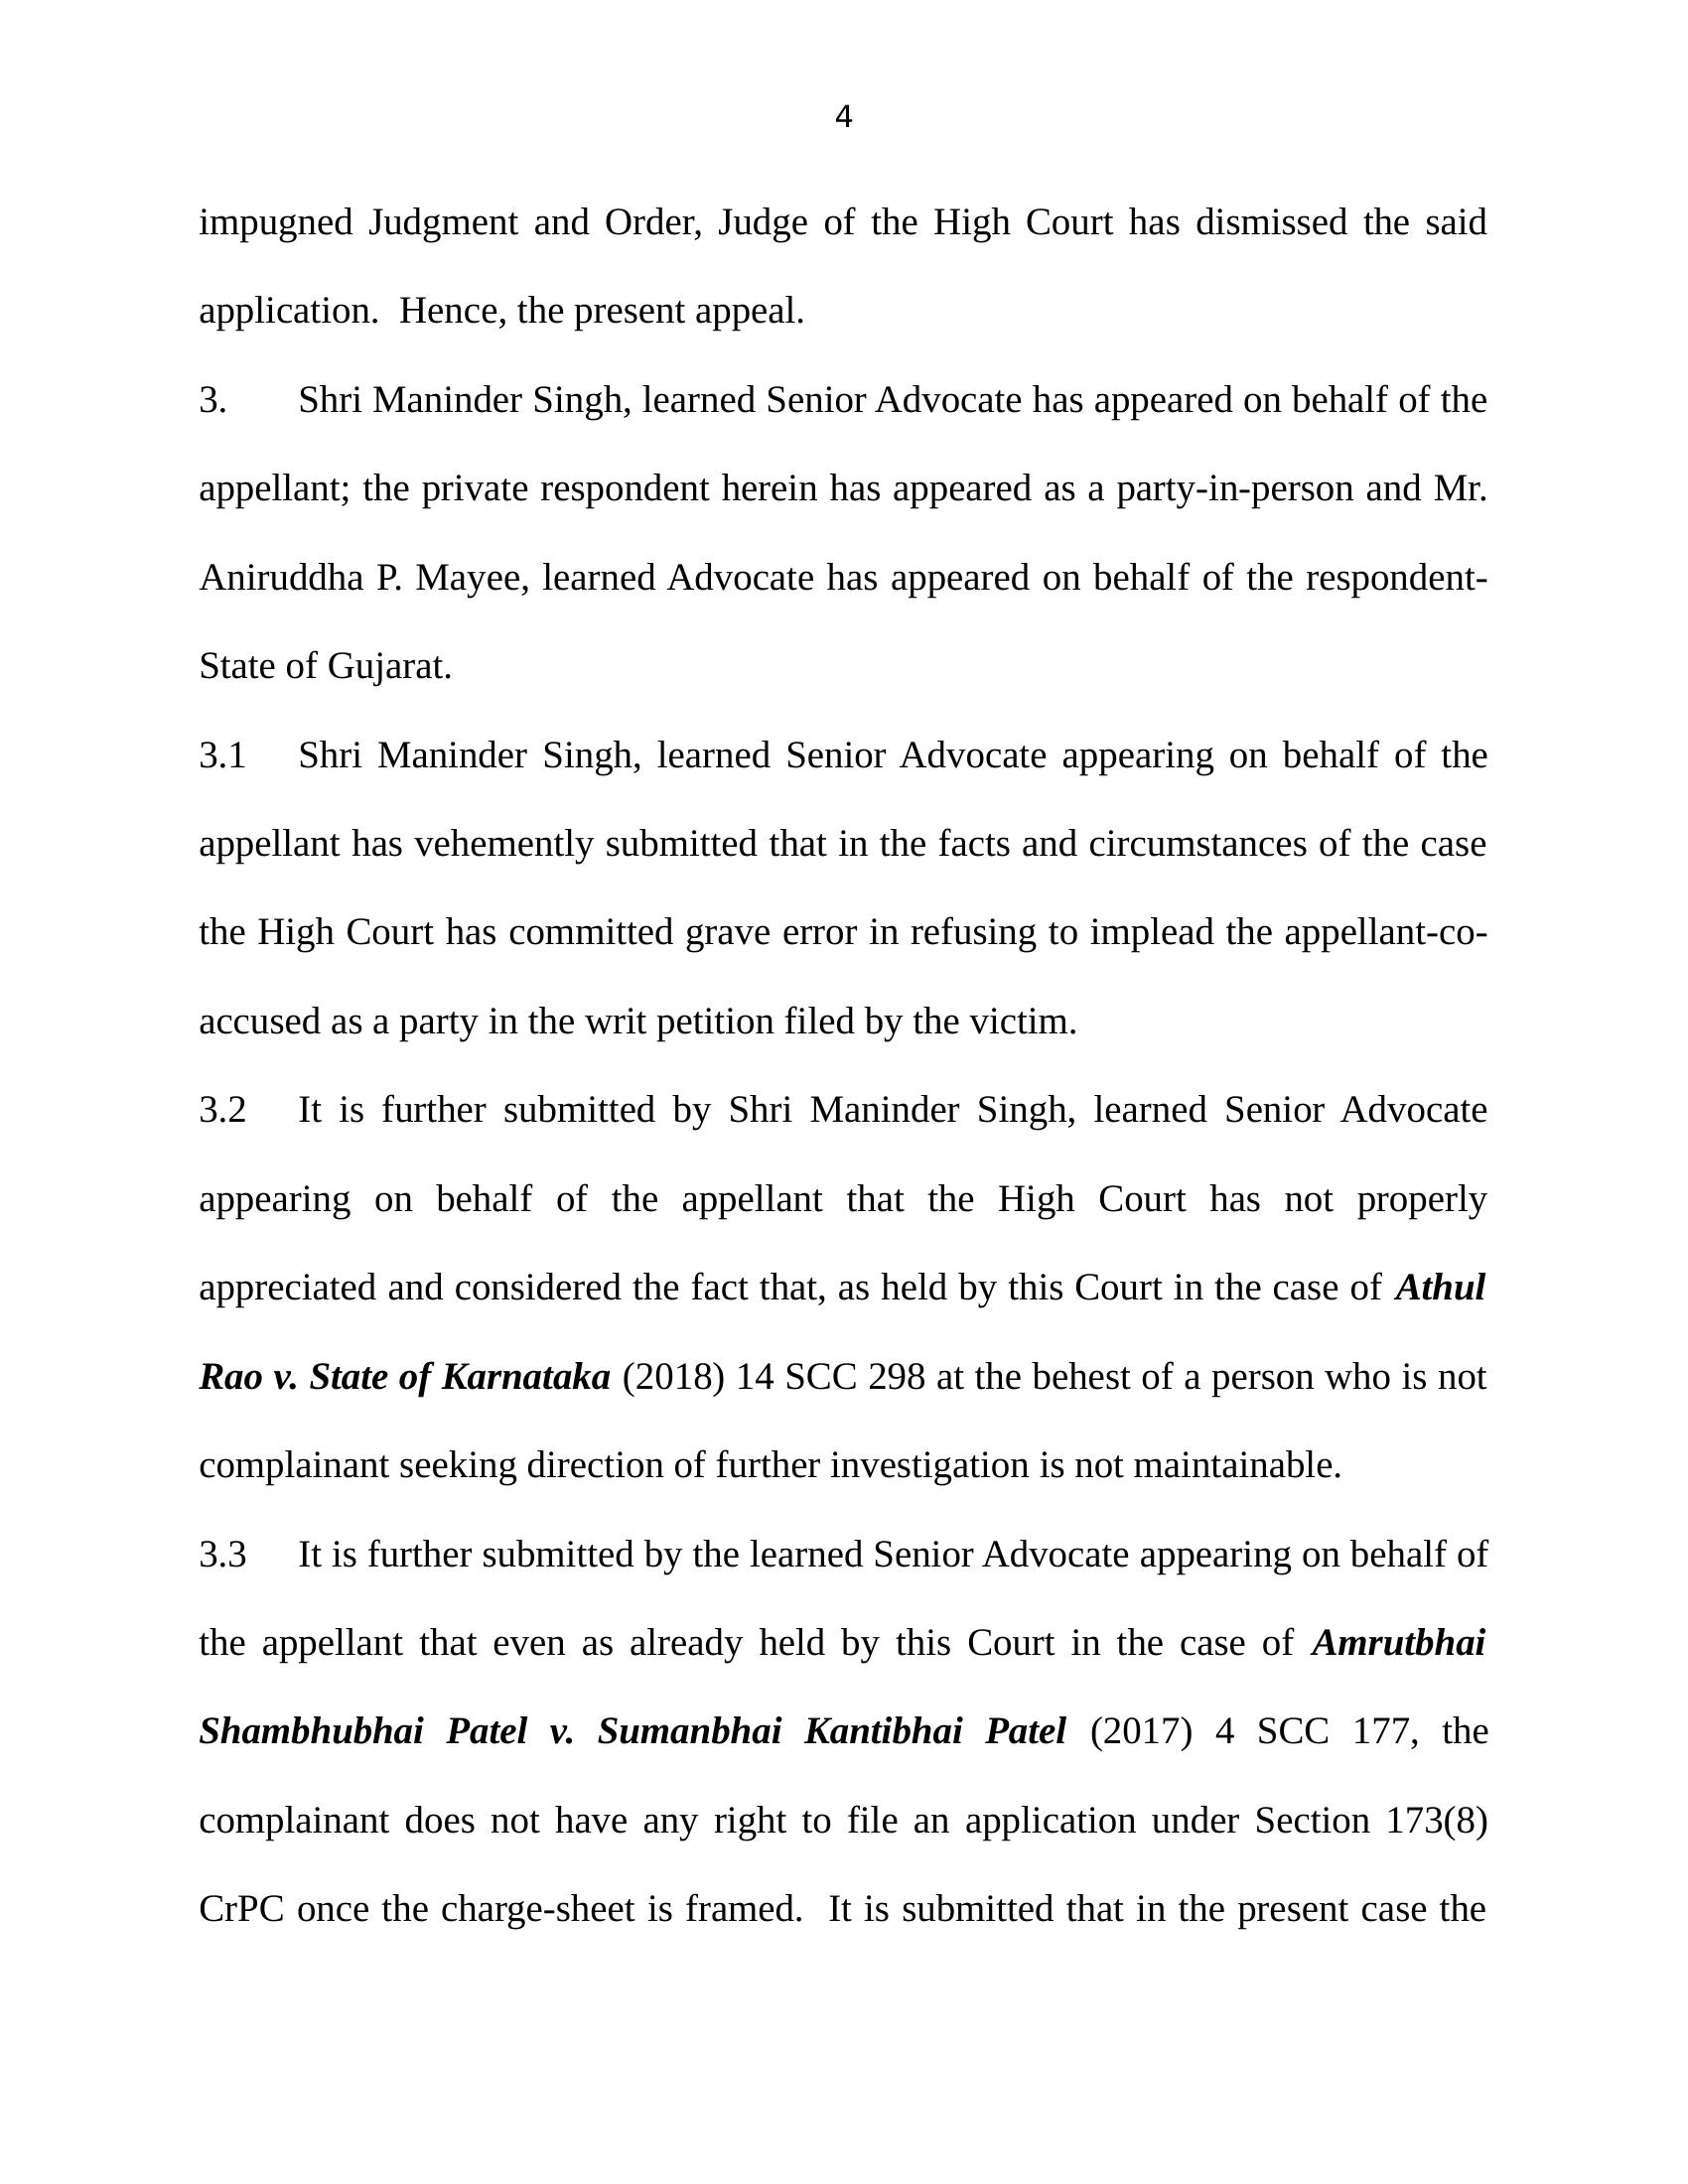 4
impugned Judgment and Order, Judge of the High Court has dismissed the said
application.  Hence, the present appeal.
3. Shri Maninder Singh, learned Senior Advocate has appeared on behalf of the
appellant; the private respondent herein has appeared as a party-in-person and Mr.
Aniruddha P. Mayee, learned Advocate has appeared on behalf of the respondent-
State of Gujarat.
3.1 Shri Maninder Singh, learned Senior Advocate appearing on behalf of the
appellant has vehemently submitted that in the facts and circumstances of the case
the High Court has committed grave error in refusing to implead the appellant-co-
accused as a party in the writ petition filed by the victim.
3.2 It is further submitted by Shri Maninder Singh, learned Senior Advocate
appearing on behalf of the appellant that the High Court has not properly
appreciated and considered the fact that, as held by this Court in the case of Athul
Rao v. State of Karnataka (2018) 14 SCC 298 at the behest of a person who is not
complainant seeking direction of further investigation is not maintainable.
3.3 It is further submitted by the learned Senior Advocate appearing on behalf of
the appellant that even as already held by this Court in the case of Amrutbhai
Shambhubhai Patel v. Sumanbhai Kantibhai Patel (2017) 4 SCC 177, the
complainant does not have any right to file an application under Section 173(8)
CrPC once the charge-sheet is framed.  It is submitted that in the present case the